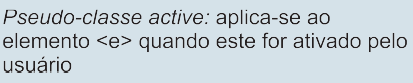 Pseudo-classe active: aplica-se ao
elemento <e> quando este for ativado pelo
usuário